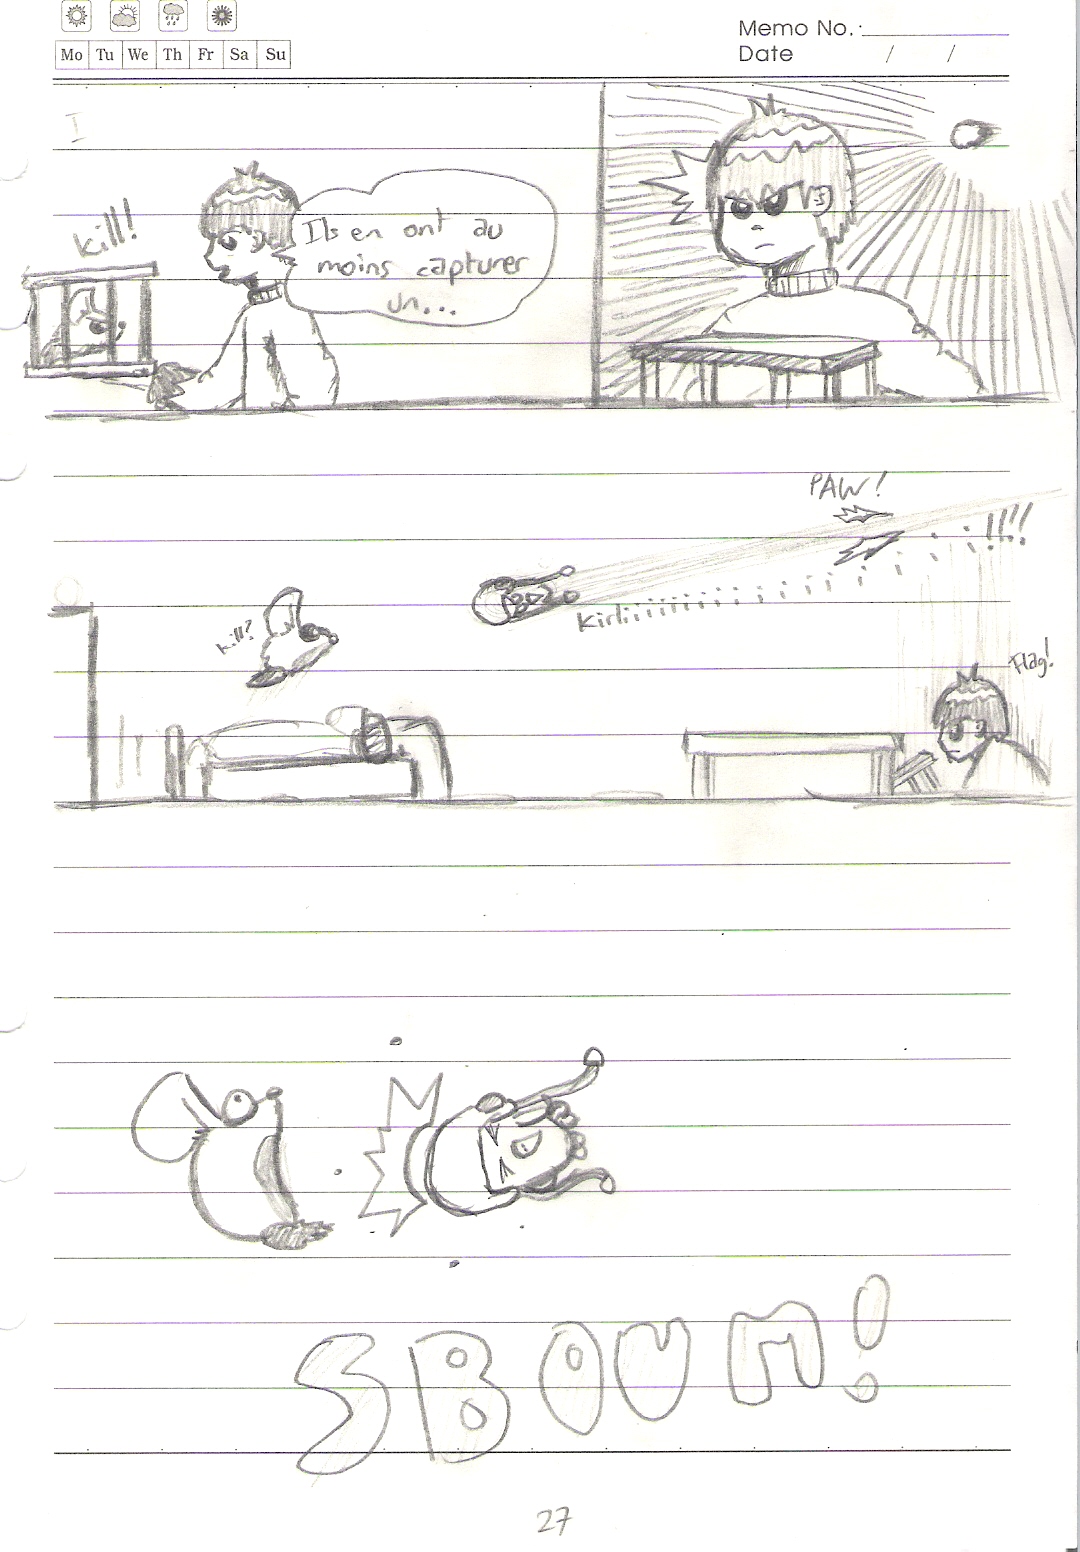 Memo No.:
Mo Tu We Th Fr Sa Su
Date / /
I
kill!
Ils en ont au
moins capturer
un...
PAW!
Kirliiiiiiiiiiiiiiiii!!!!
kill?
Flag!
SBOUM!
27